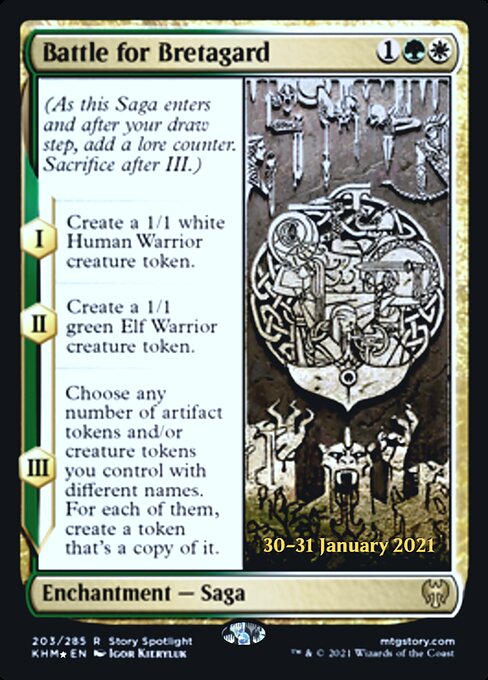 Battle for Bretagard
1
(As this Saga enters
and after your draw
step, add a lore counter.
Sacrifice after III.)
I
Create a 1/1 white
Human Warrior
creature token.
II
Create a 1/1
green Elf Warrior
creature token.
III
Choose any
number of artifact
tokens and/or
creature tokens
you control with
different names.
For each of them,
create a token
that's a copy of it.
30–31 January 2021
Enchantment — Saga
203/285 R Story Spotlight
KHM★EN Igor Kieryluk
mtgstory.com
™ & © 2021 Wizards of the Coast